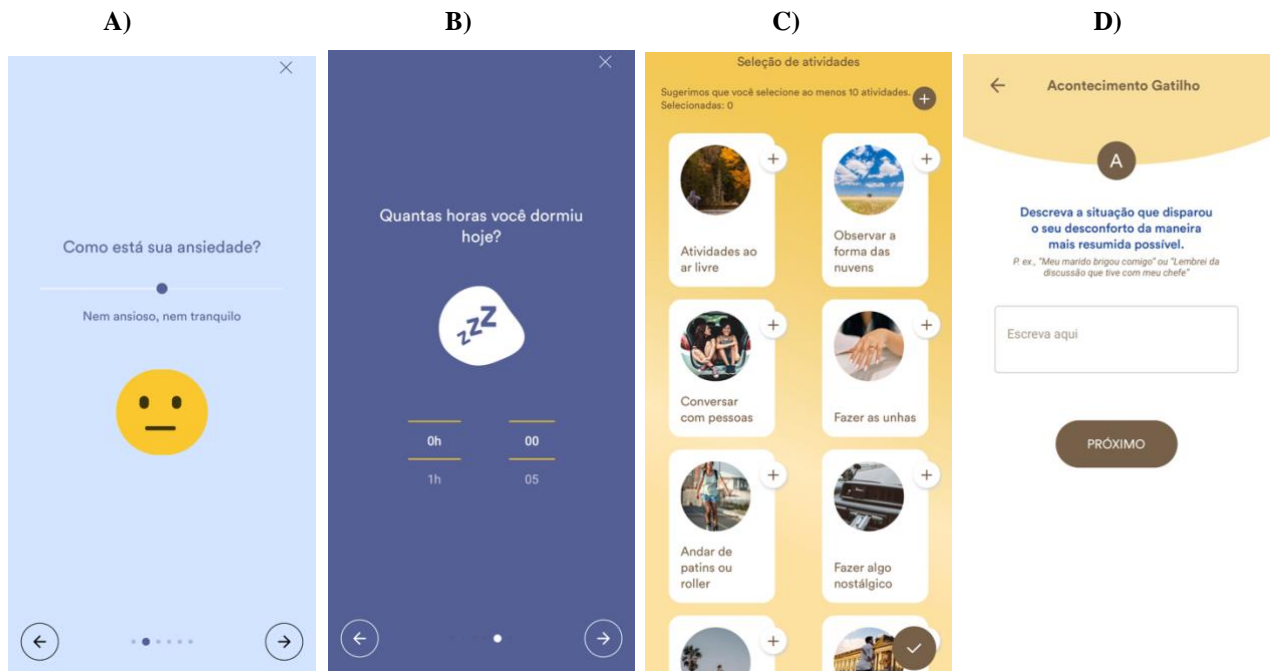 A)
B)
C)
D)
Como está sua ansiedade?
Nem ansioso, nem tranquilo
Quantas horas você dormiu
hoje?
zzz
0h 00
1h 05
Seleção de atividades
Sugerimos que você selecione ao menos 10 atividades.
Selecionadas: 0
Atividades ao
ar livre
Observar a
forma das
nuvens
Conversar
com pessoas
Fazer as unhas
Andar de
patins ou
roller
Fazer algo
nostálgico
Acontecimento Gatilho
A
Descreva a situação que disparou
o seu desconforto da maneira
mais resumida possível.
P. ex., "Meu marido brigou comigo" ou "Lembrei da
discussão que tive com meu chefe"
Escreva aqui
PRÓXIMO